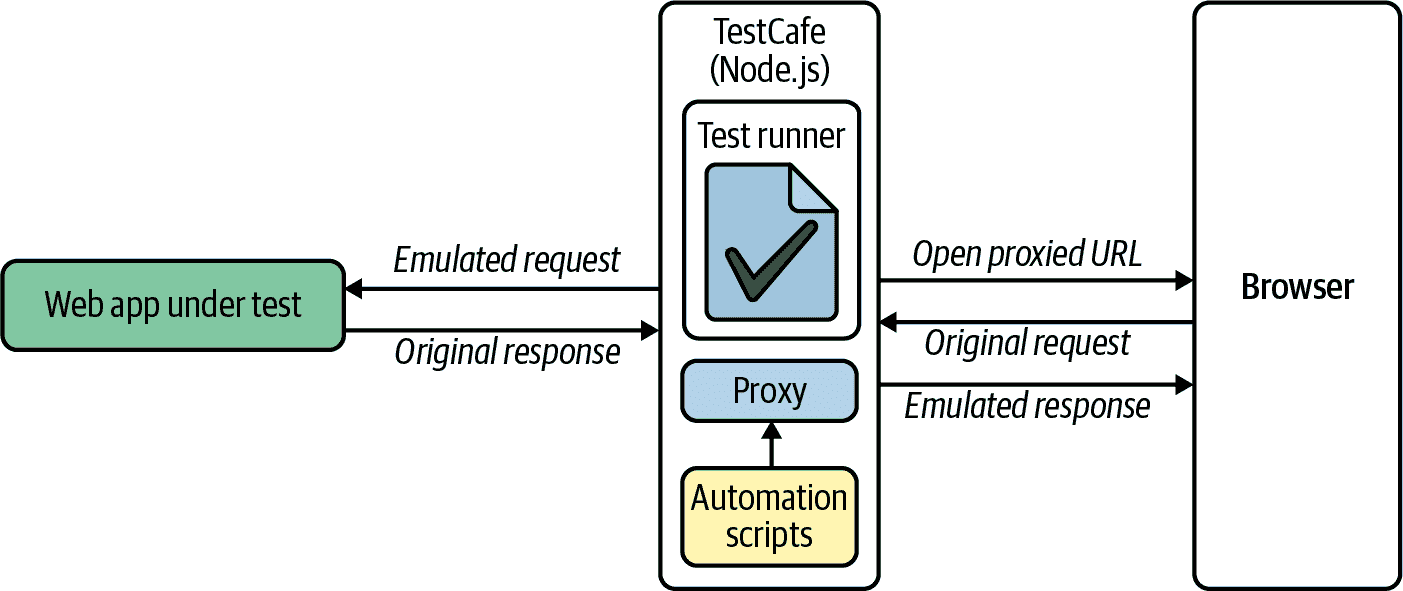 TestCafe
(Node.js)
Test runner
Emulated request
Web app under test
Original response
Open proxied URL
Browser
Original request
Emulated response
Proxy
Automation
scripts